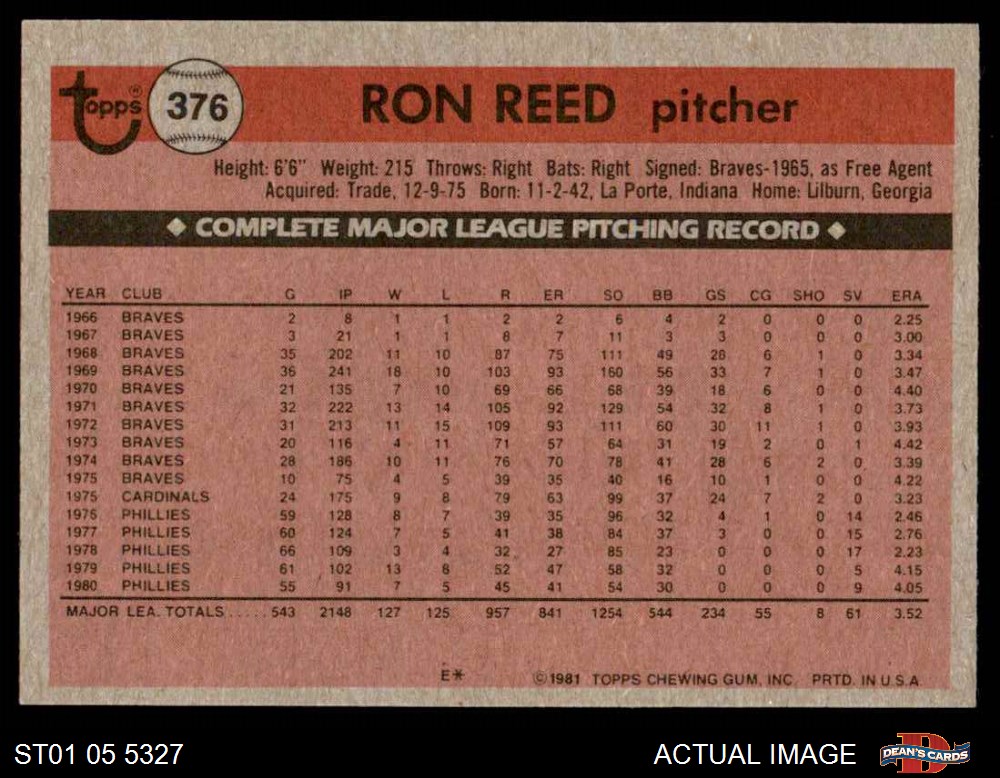 topps® 376 RON REED pitcher
Height: 6'6" Weight: 215 Throws: Right Bats: Right Signed: Braves-1965, as Free Agent
Acquired: Trade, 12-9-75 Born: 11-2-42, La Porte, Indiana Home: Lilburn, Georgia
◆ COMPLETE MAJOR LEAGUE PITCHING RECORD ◆
YEAR CLUB G IP W L R ER SO BB GS CG SHO SV ERA
1966 BRAVES 2 8 1 1 2 2 6 4 2 0 0 0 2.25
1967 BRAVES 3 21 1 1 8 7 11 3 3 0 0 0 3.00
1968 BRAVES 35 202 11 10 87 75 111 49 28 6 1 0 3.34
1969 BRAVES 36 241 18 10 103 93 160 56 33 7 1 0 3.47
1970 BRAVES 21 135 7 10 69 66 68 39 18 6 0 0 4.40
1971 BRAVES 32 222 13 14 105 92 129 54 32 8 1 0 3.73
1972 BRAVES 31 213 11 15 109 93 111 60 30 11 1 0 3.93
1973 BRAVES 20 116 4 11 71 57 64 31 19 2 0 1 4.42
1974 BRAVES 28 186 10 11 76 70 78 41 28 6 2 0 3.39
1975 BRAVES 10 75 4 5 39 35 40 16 10 1 0 0 4.22
1975 CARDINALS 24 175 9 8 79 63 99 37 24 7 2 0 3.23
1976 PHILLIES 59 128 8 7 39 35 96 32 4 1 0 14 2.46
1977 PHILLIES 60 124 7 5 41 38 84 37 3 0 0 15 2.76
1978 PHILLIES 66 109 3 4 32 27 85 23 0 0 0 17 2.23
1979 PHILLIES 61 102 13 8 52 47 58 32 0 0 0 5 4.15
1980 PHILLIES 55 91 7 5 45 41 54 30 0 0 0 9 4.05
MAJOR LEA. TOTALS..... 543 2148 127 125 957 841 1254 544 234 55 8 61 3.52
E* ©1981 TOPPS CHEWING GUM, INC. PRTD. IN U.S.A.
ST01 05 5327 ACTUAL IMAGE DEAN'S CARDS